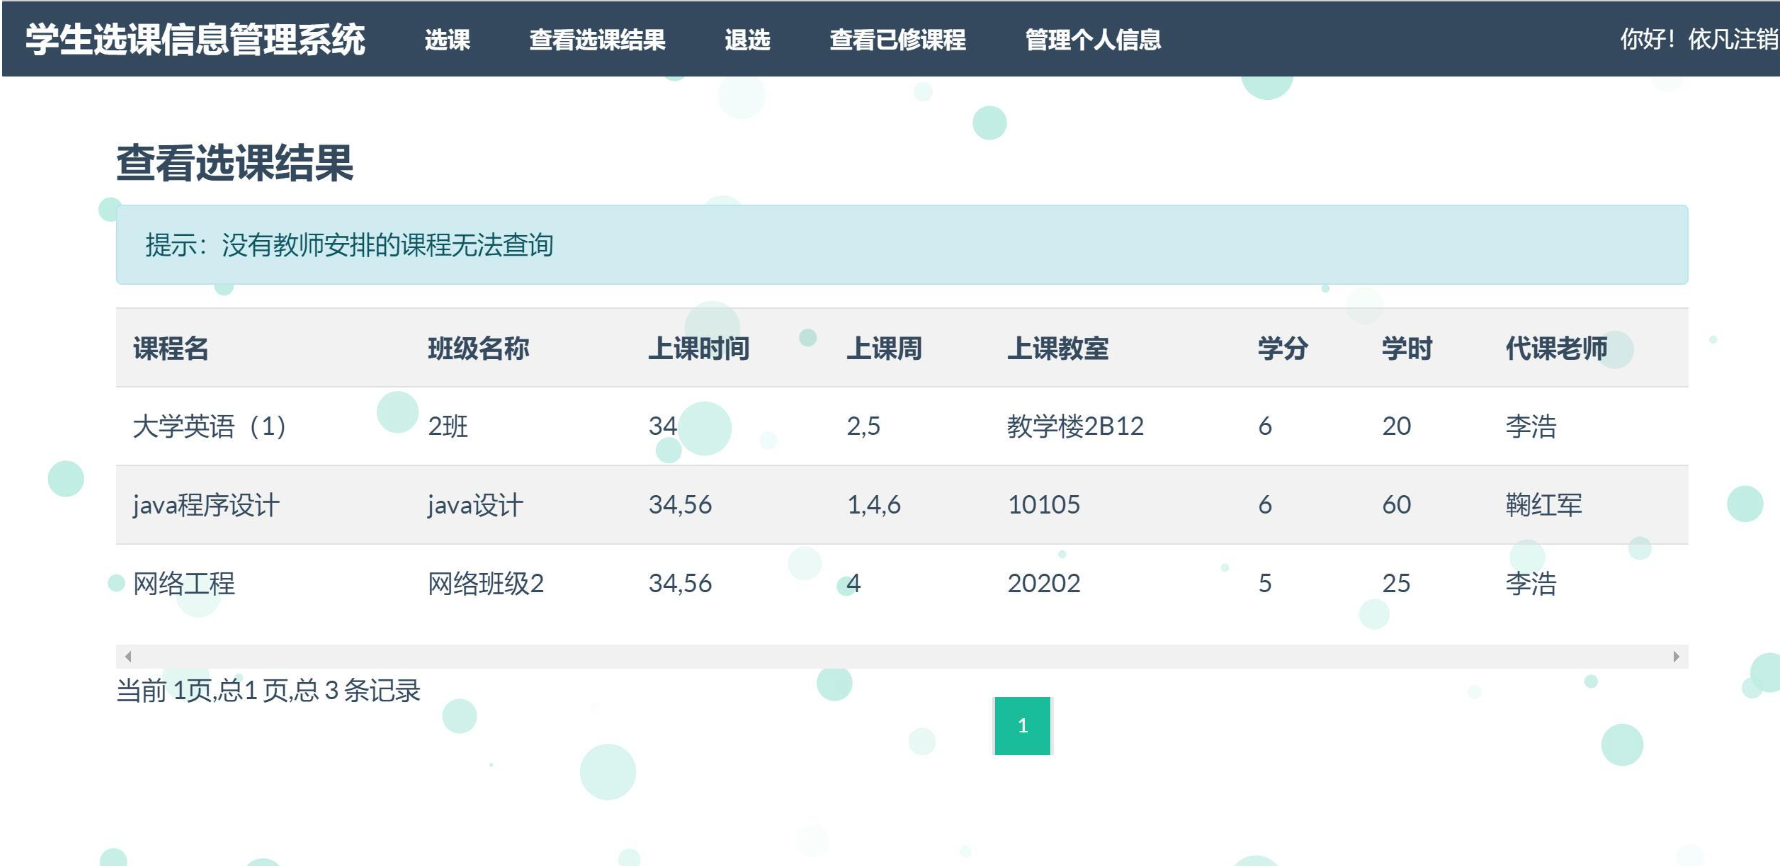 学生选课信息管理系统 选课 查看选课结果 退选 查看已修课程 管理个人信息 你好！依凡注销
查看选课结果
提示：没有教师安排的课程无法查询
课程名 班级名称 上课时间 上课周 上课教室 学分 学时 代课老师
大学英语（1） 2班 34 2,5 教学楼2B12 6 20 李浩
java程序设计 java设计 34,56 1,4,6 10105 6 60 鞠红军
网络工程 网络班级2 34,56 4 20202 5 25 李浩
当前 1页,总1 页,总 3 条记录
1